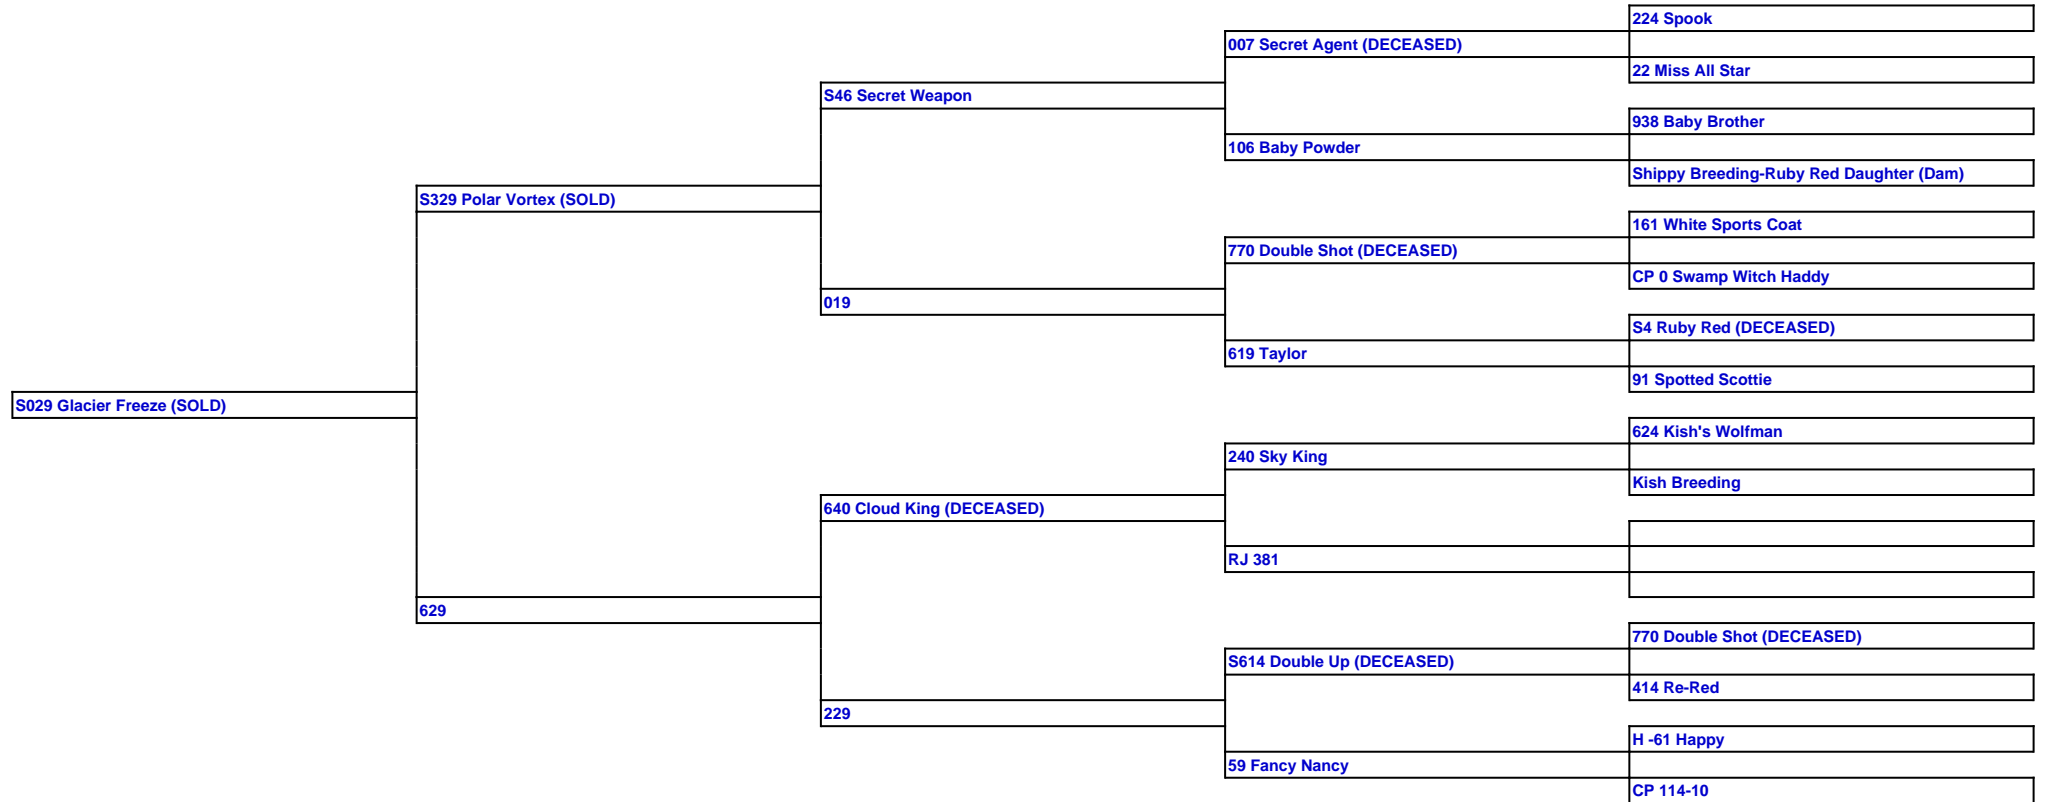 224 Spook
007 Secret Agent (DECEASED)
22 Miss All Star
S46 Secret Weapon
938 Baby Brother
106 Baby Powder
Shippy Breeding-Ruby Red Daughter (Dam)
S329 Polar Vortex (SOLD)
161 White Sports Coat
770 Double Shot (DECEASED)
CP 0 Swamp Witch Haddy
019
S4 Ruby Red (DECEASED)
619 Taylor
91 Spotted Scottie
S029 Glacier Freeze (SOLD)
624 Kish's Wolfman
240 Sky King
Kish Breeding
640 Cloud King (DECEASED)
RJ 381
629
770 Double Shot (DECEASED)
S614 Double Up (DECEASED)
414 Re-Red
229
H -61 Happy
59 Fancy Nancy
CP 114-10